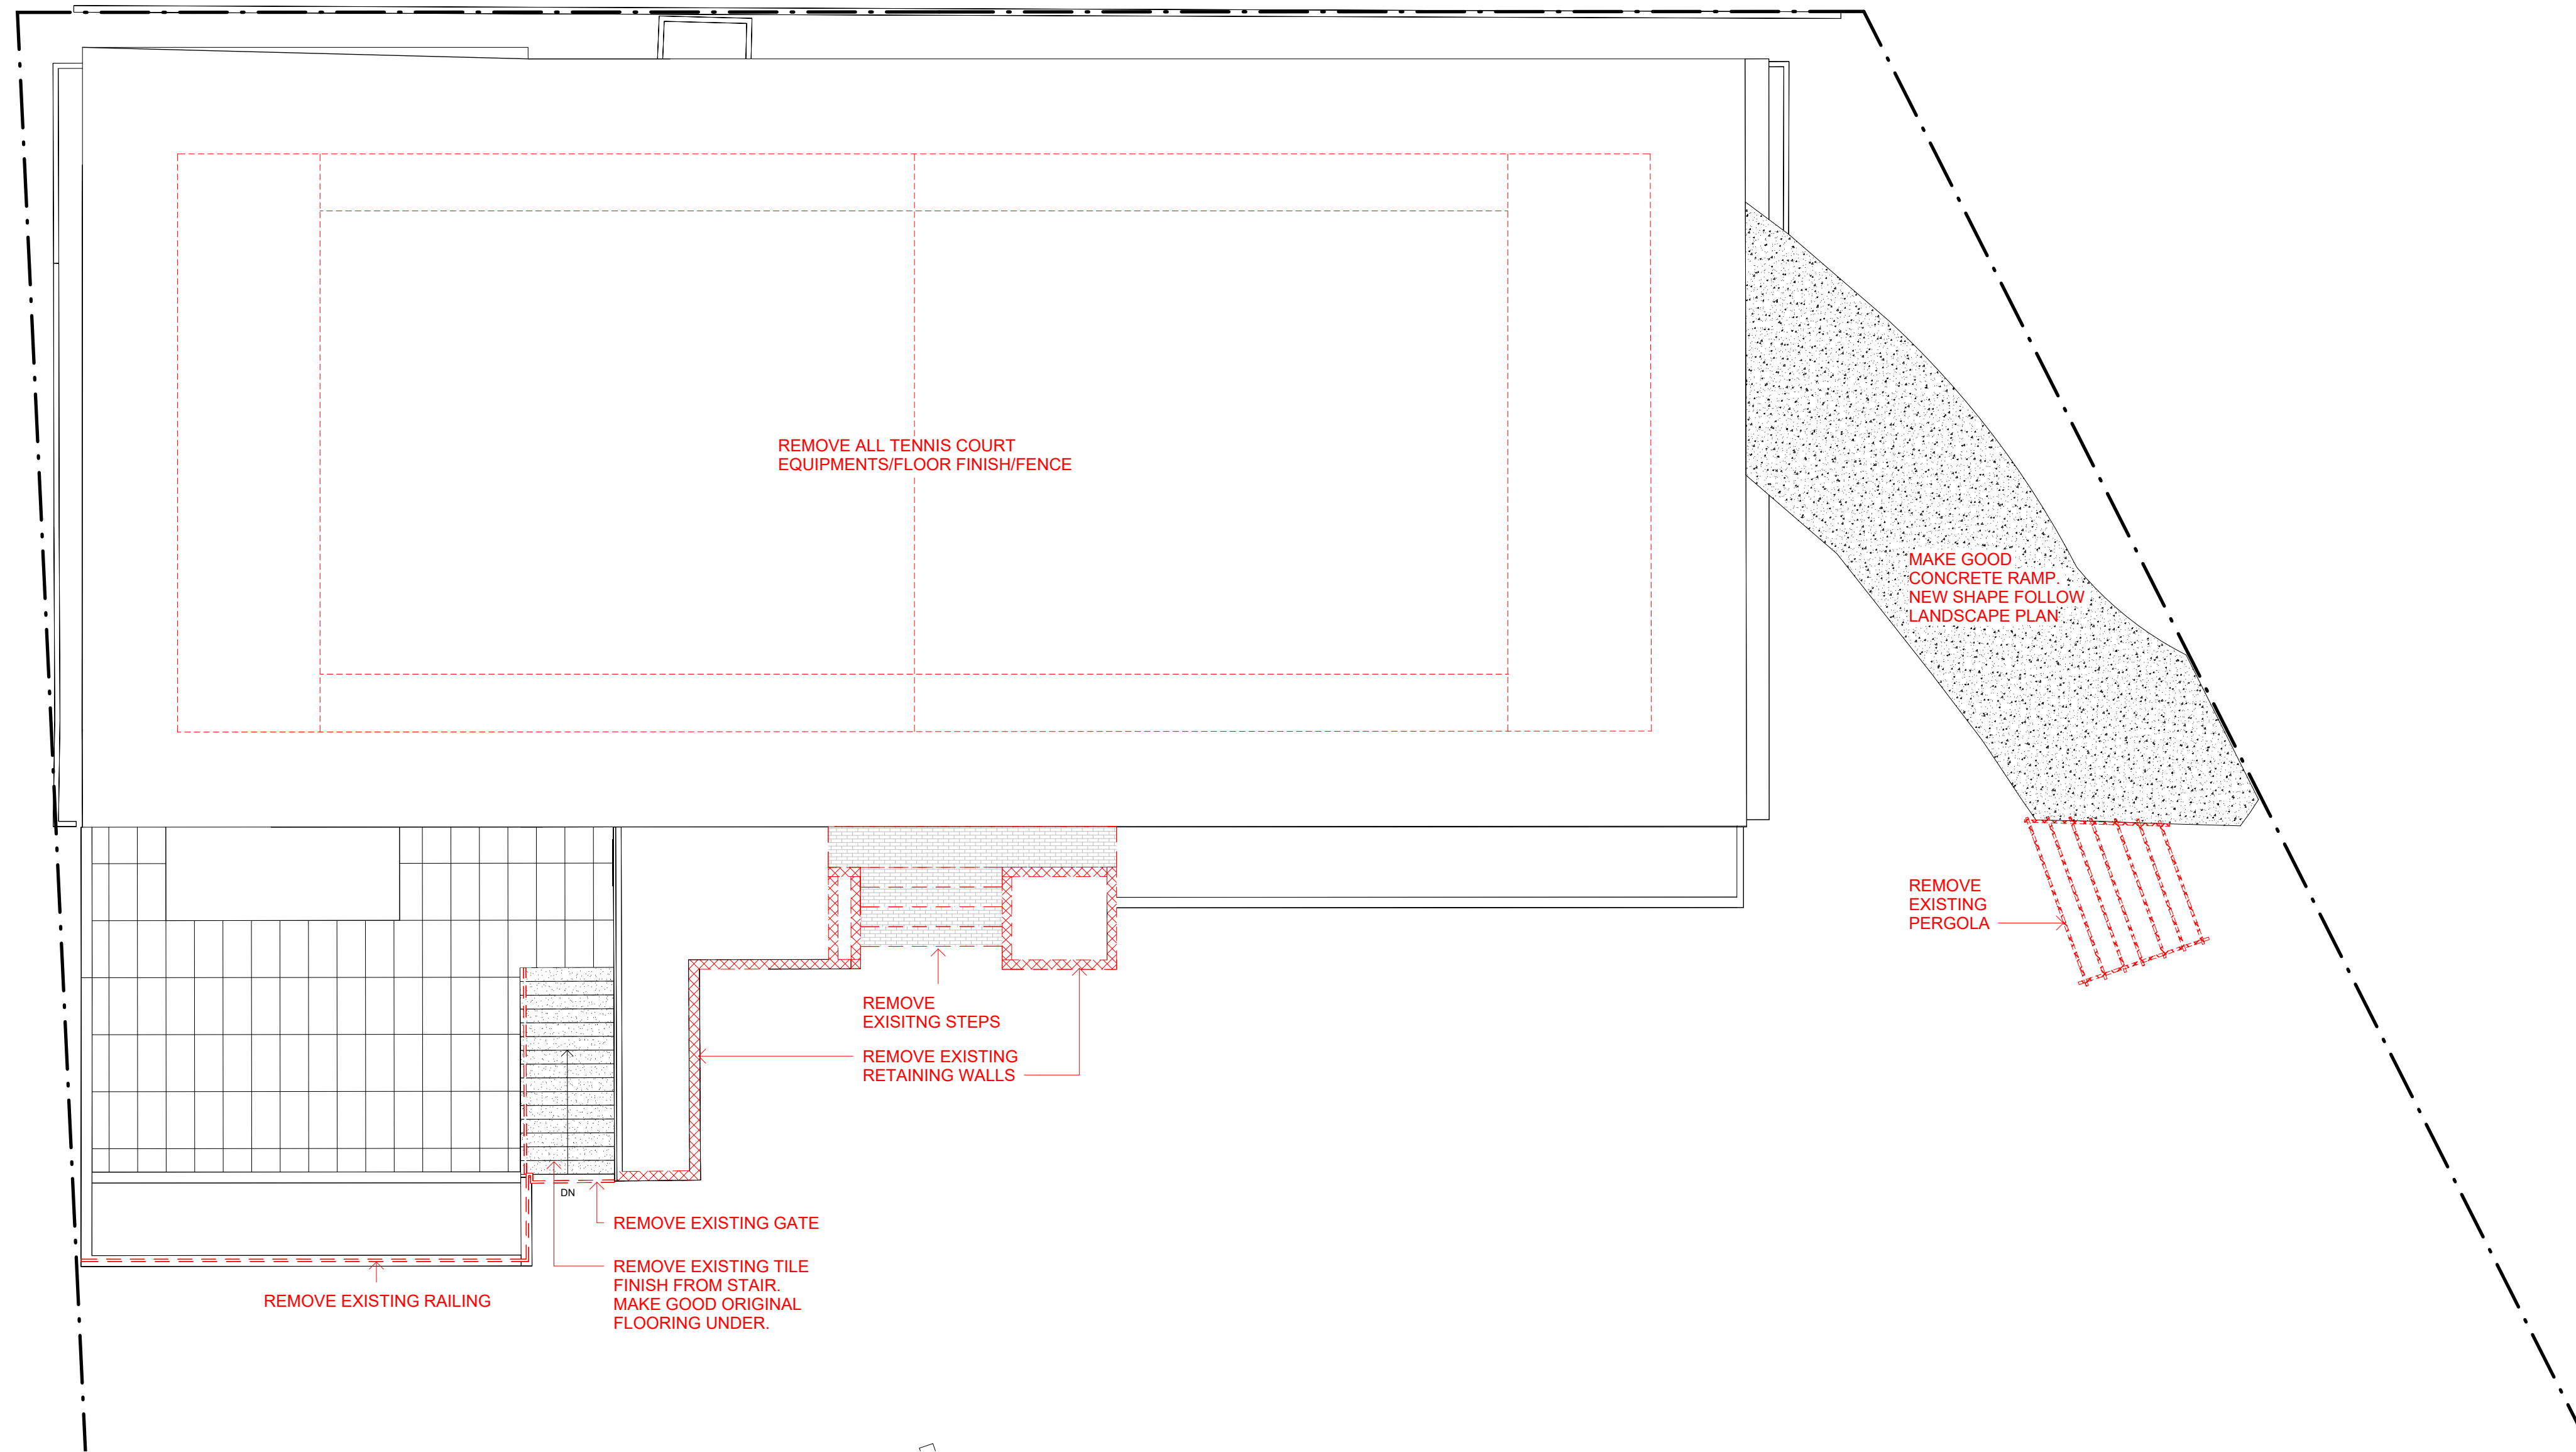 REMOVE ALL TENNIS COURT
EQUIPMENTS/FLOOR FINISH/FENCE
MAKE GOOD
CONCRETE RAMP.
NEW SHAPE FOLLOW
LANDSCAPE PLAN
REMOVE
EXISTING
PERGOLA
REMOVE
EXISITNG STEPS
REMOVE EXISTING
RETAINING WALLS
DN
REMOVE EXISTING GATE
REMOVE EXISTING TILE
FINISH FROM STAIR.
MAKE GOOD ORIGINAL
FLOORING UNDER.
REMOVE EXISTING RAILING